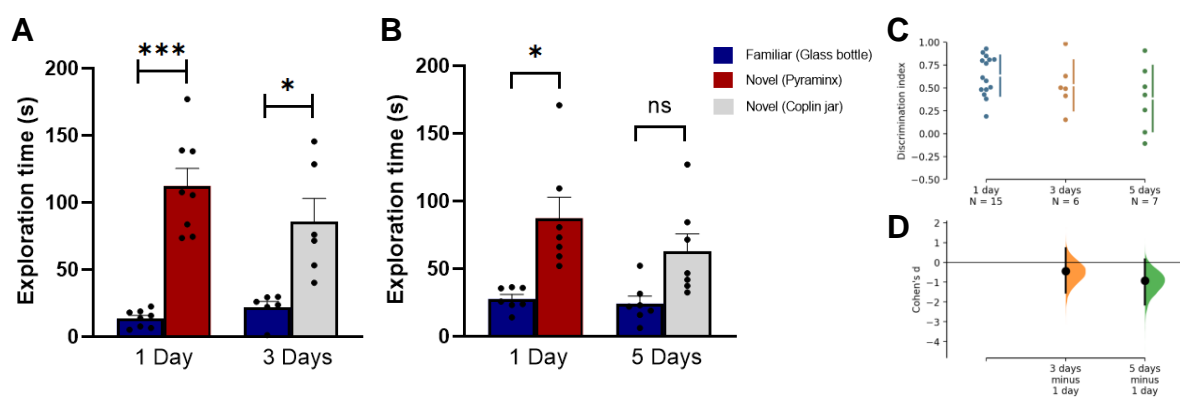 A
Exploration time (s)
200
150
100
50
0
***
*
1 Day
3 Days
B
Exploration time (s)
200
150
100
50
0
*
ns
1 Day
5 Days
Familiar (Glass bottle)
Novel (Pyraminx)
Novel (Coplin jar)
C
Discrimination index
1.00
0.75
0.50
0.25
0.00
−0.50
1 day
N = 15
3 days
N = 6
5 days
N = 7
D
Cohen's d
2
1
0
−1
−2
−3
−4
3 days
minus
1 day
5 days
minus
1 day